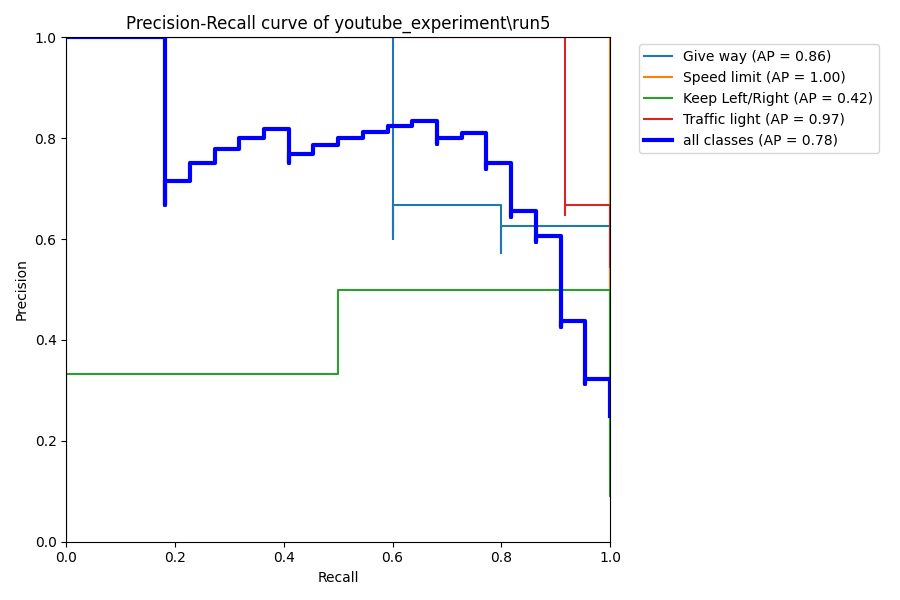 Precision-Recall curve of youtube_experiment\run5
Give way (AP = 0.86)
Speed limit (AP = 1.00)
Keep Left/Right (AP = 0.42)
Traffic light (AP = 0.97)
all classes (AP = 0.78)
1.0
0.8
0.6
0.4
0.2
0.0
Precision
0.0 0.2 0.4 0.6 0.8 1.0
Recall